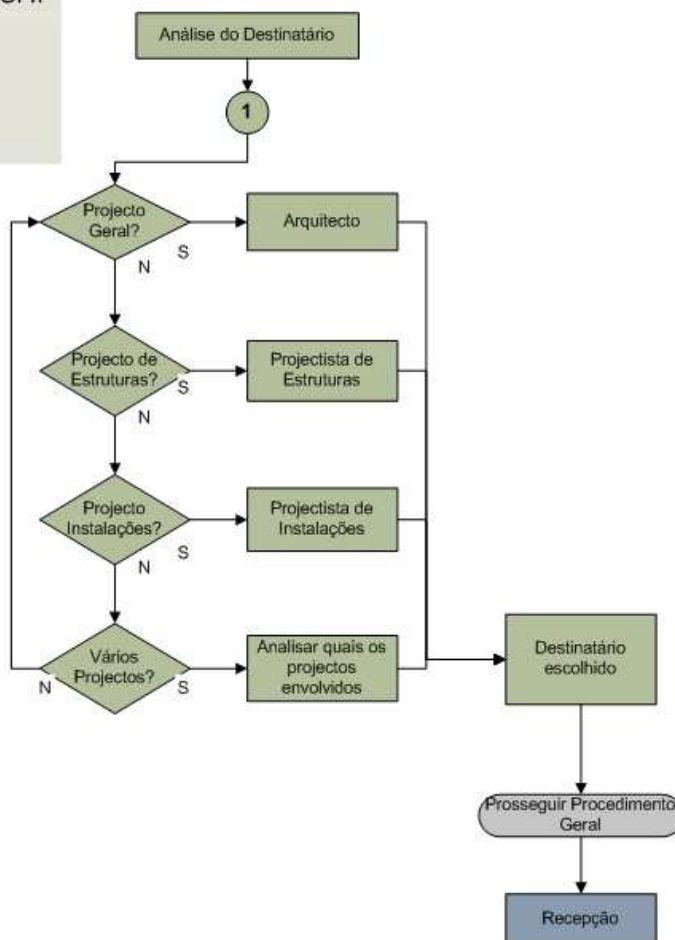 Análise do Destinatário
1
Projecto
Geral?
Arquitecto
S
N
Projecto de
Estruturas?
Projectista de
Estruturas
S
N
Projecto
Instalações?
Projectista de
Instalações
S
N
Vários
Projectos?
Analisar quais os
projectos
envolvidos
N
S
Destinatário
escolhido
Prosseguir Procedimento
Geral
Recepção